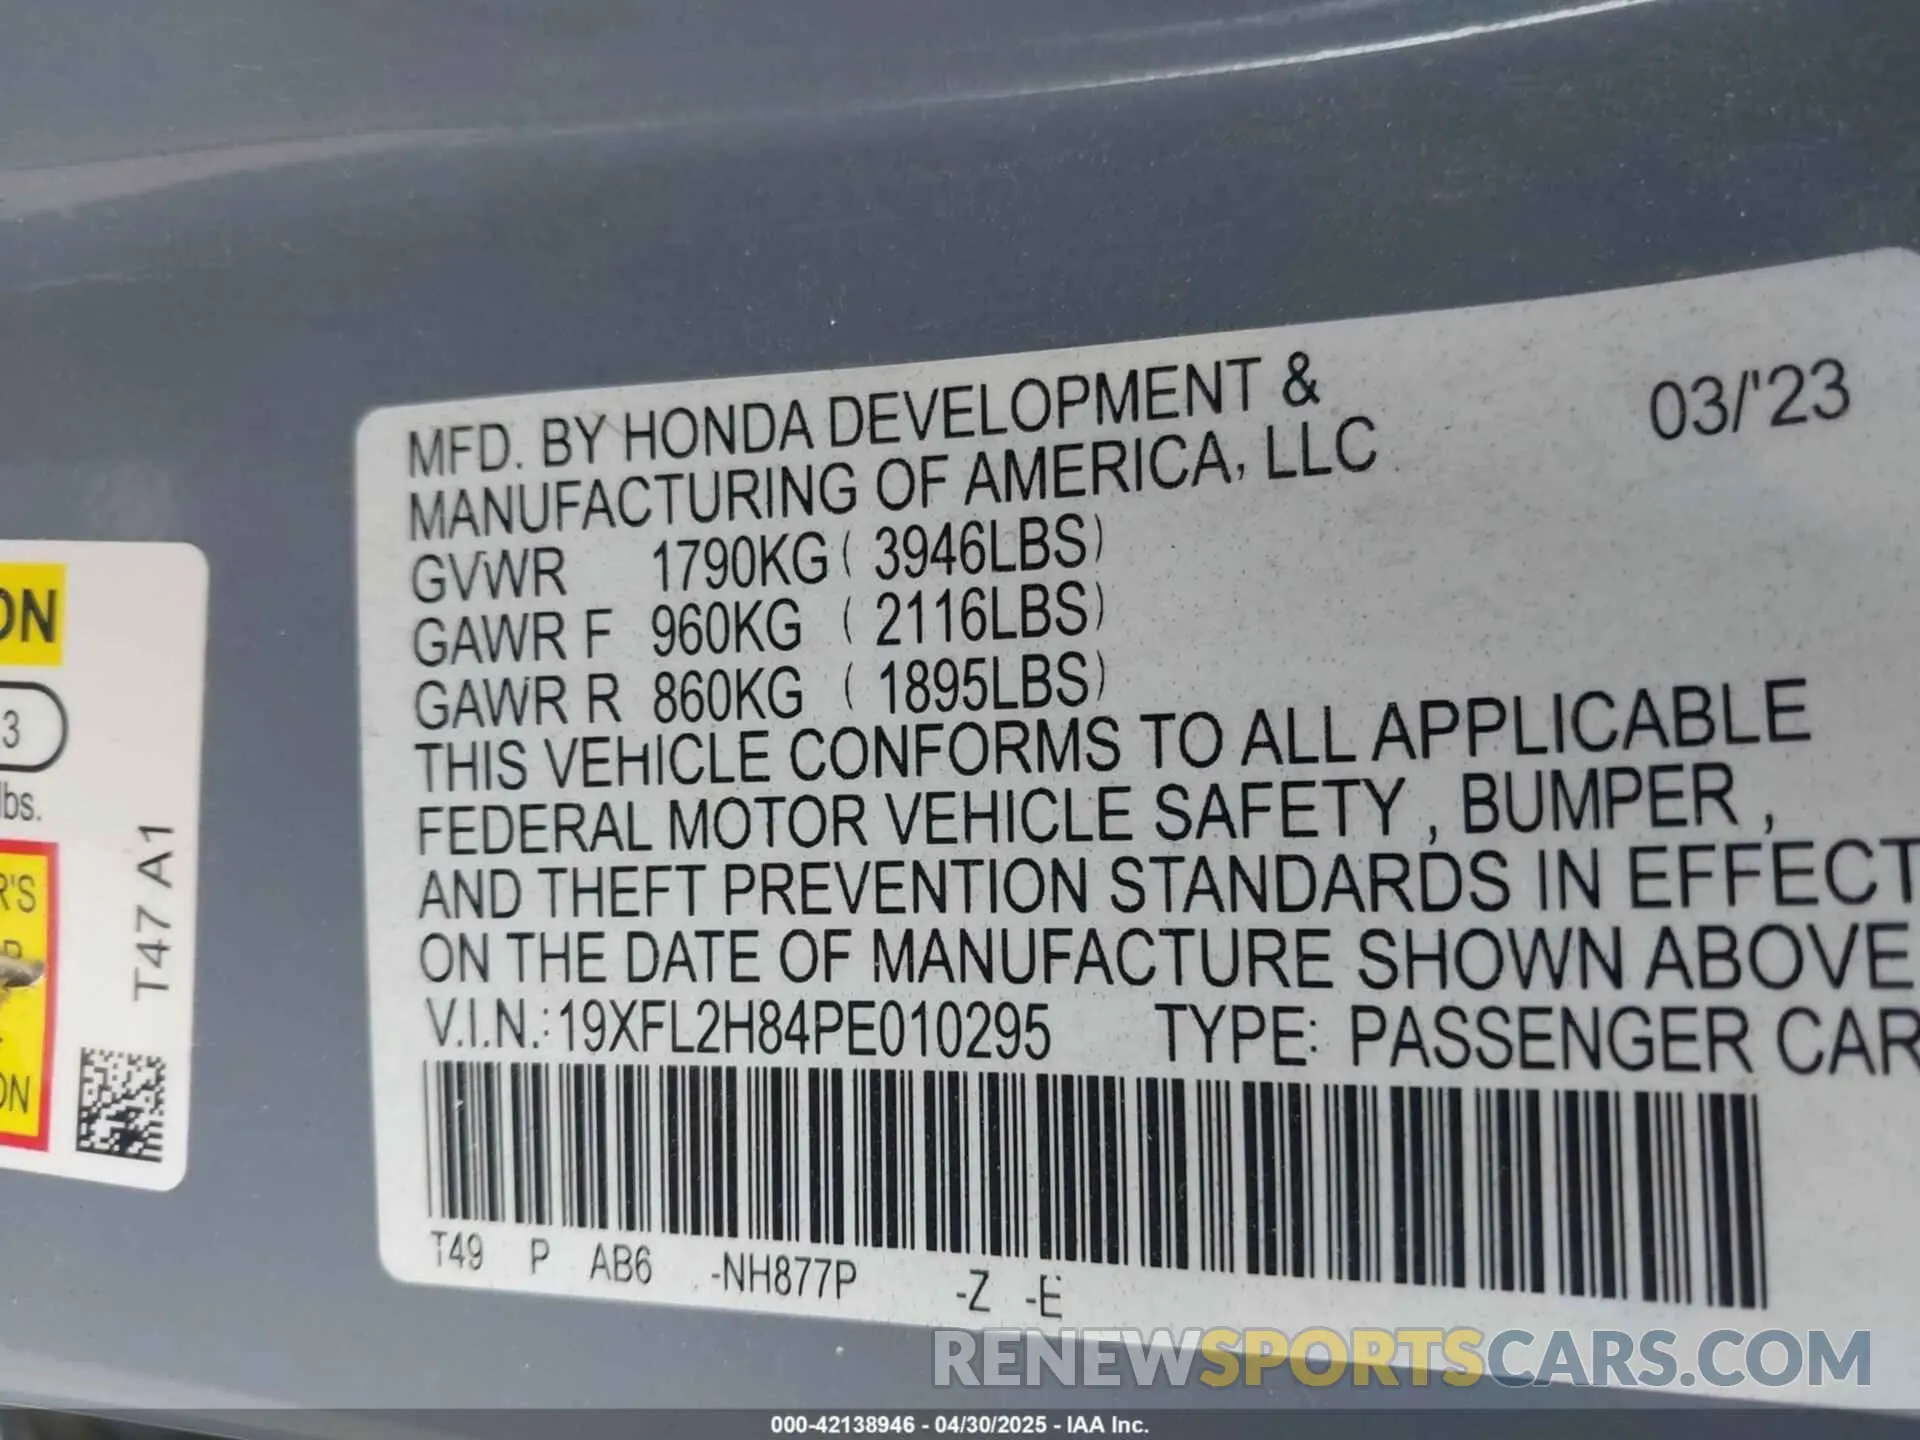 MFD. BY HONDA DEVELOPMENT &
MANUFACTURING OF AMERICA, LLC
03/'23
GVWR 1790KG ( 3946LBS)
GAWR F 960KG ( 2116LBS)
GAWR R 860KG ( 1895LBS)
THIS VEHICLE CONFORMS TO ALL APPLICABLE
FEDERAL MOTOR VEHICLE SAFETY , BUMPER ,
AND THEFT PREVENTION STANDARDS IN EFFECT
ON THE DATE OF MANUFACTURE SHOWN ABOVE
V.I.N.: 19XFL2H84PE010295 TYPE: PASSENGER CAR
T49 P AB6 -NH877P -Z -E
ON
3
lbs.
R'S
ON
T47 A1
RENEWSPORTSCARS.COM
000-42138946 - 04/30/2025 - IAA Inc.